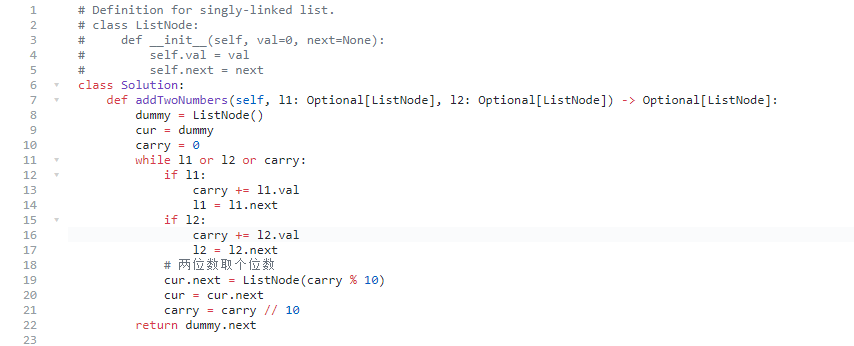 1 # Definition for singly-linked list.
2 # class ListNode:
3 #     def __init__(self, val=0, next=None):
4 #         self.val = val
5 #         self.next = next
6 class Solution:
7     def addTwoNumbers(self, l1: Optional[ListNode], l2: Optional[ListNode]) -> Optional[ListNode]:
8         dummy = ListNode()
9         cur = dummy
10         carry = 0
11         while l1 or l2 or carry:
12             if l1:
13                 carry += l1.val
14                 l1 = l1.next
15             if l2:
16                 carry += l2.val
17                 l2 = l2.next
18             # 两位数取个位数
19             cur.next = ListNode(carry % 10)
20             cur = cur.next
21             carry = carry // 10
22         return dummy.next
23